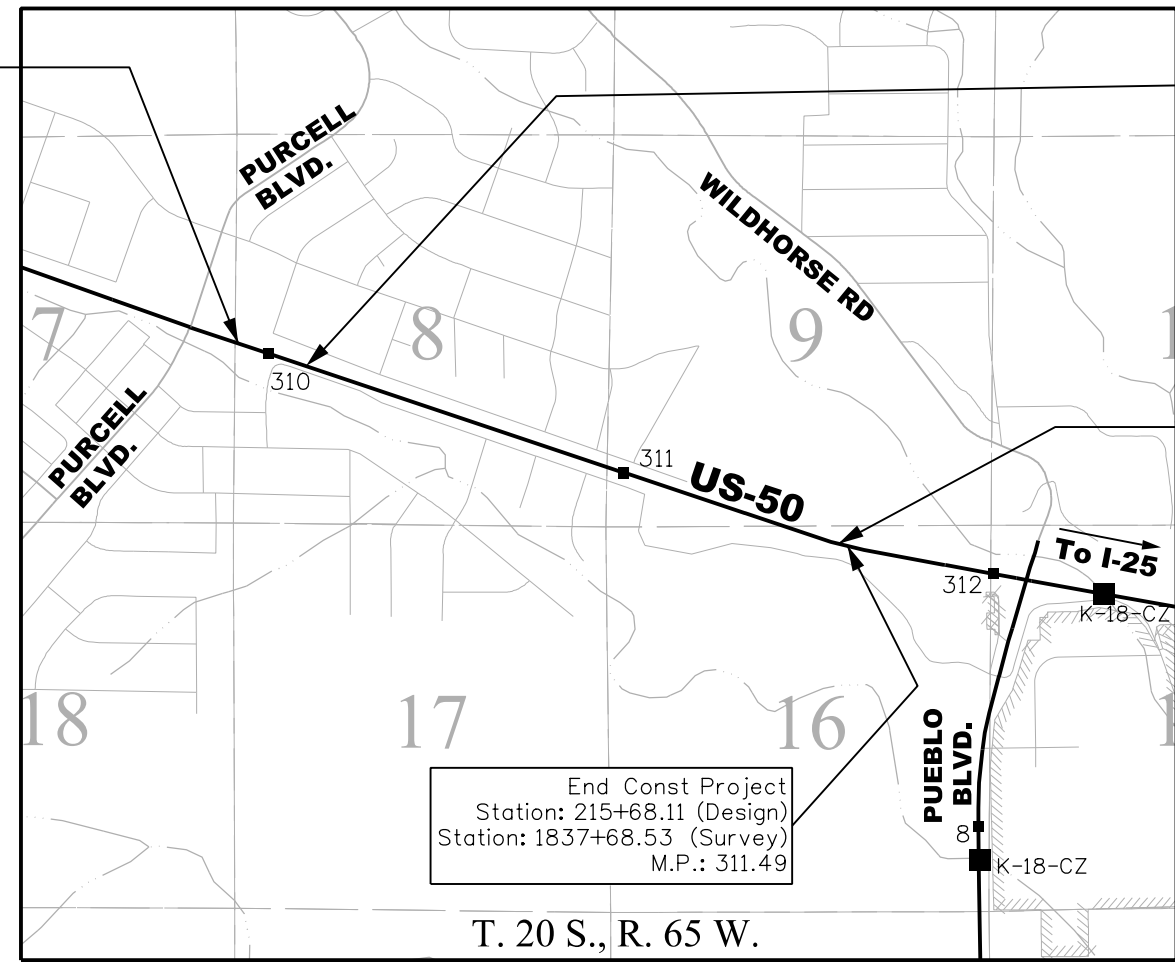 PURCELL
BLVD.
WILDHORSE RD
7
8
9
310
PURCELL
BLVD.
311
US-50
To I-25
312
K-18-CZ
18
17
16
PUEBLO
BLVD.
End Const Project
Station: 215+68.11 (Design)
Station: 1837+68.53 (Survey)
M.P.: 311.49
8
K-18-CZ
T. 20 S., R. 65 W.